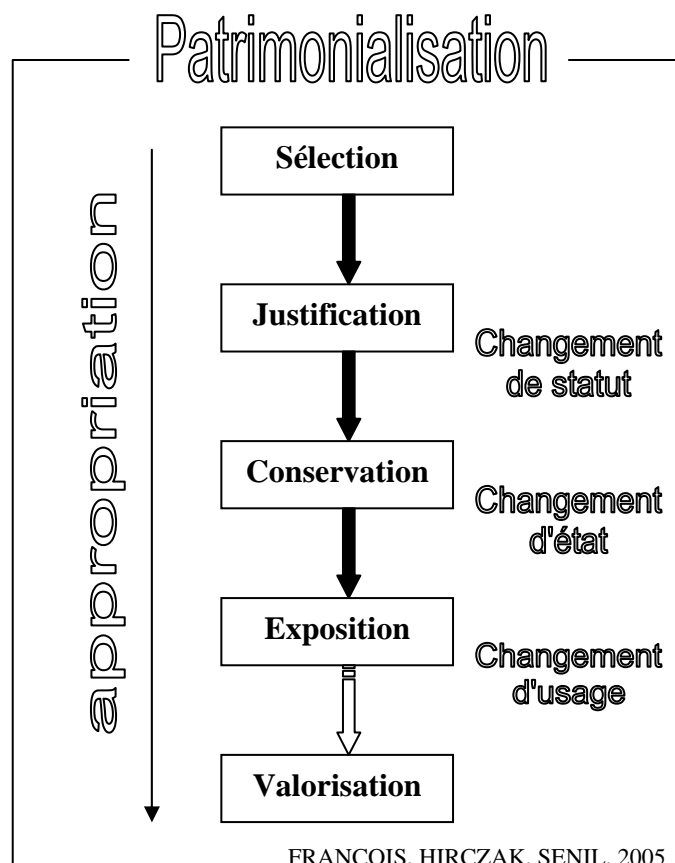 Patrimonialisation
appropriation
Sélection
Justification
Changement
de statut
Conservation
Changement
d'état
Exposition
Changement
d'usage
Valorisation
FRANCOIS, HIRCZAK, SENIL, 2005